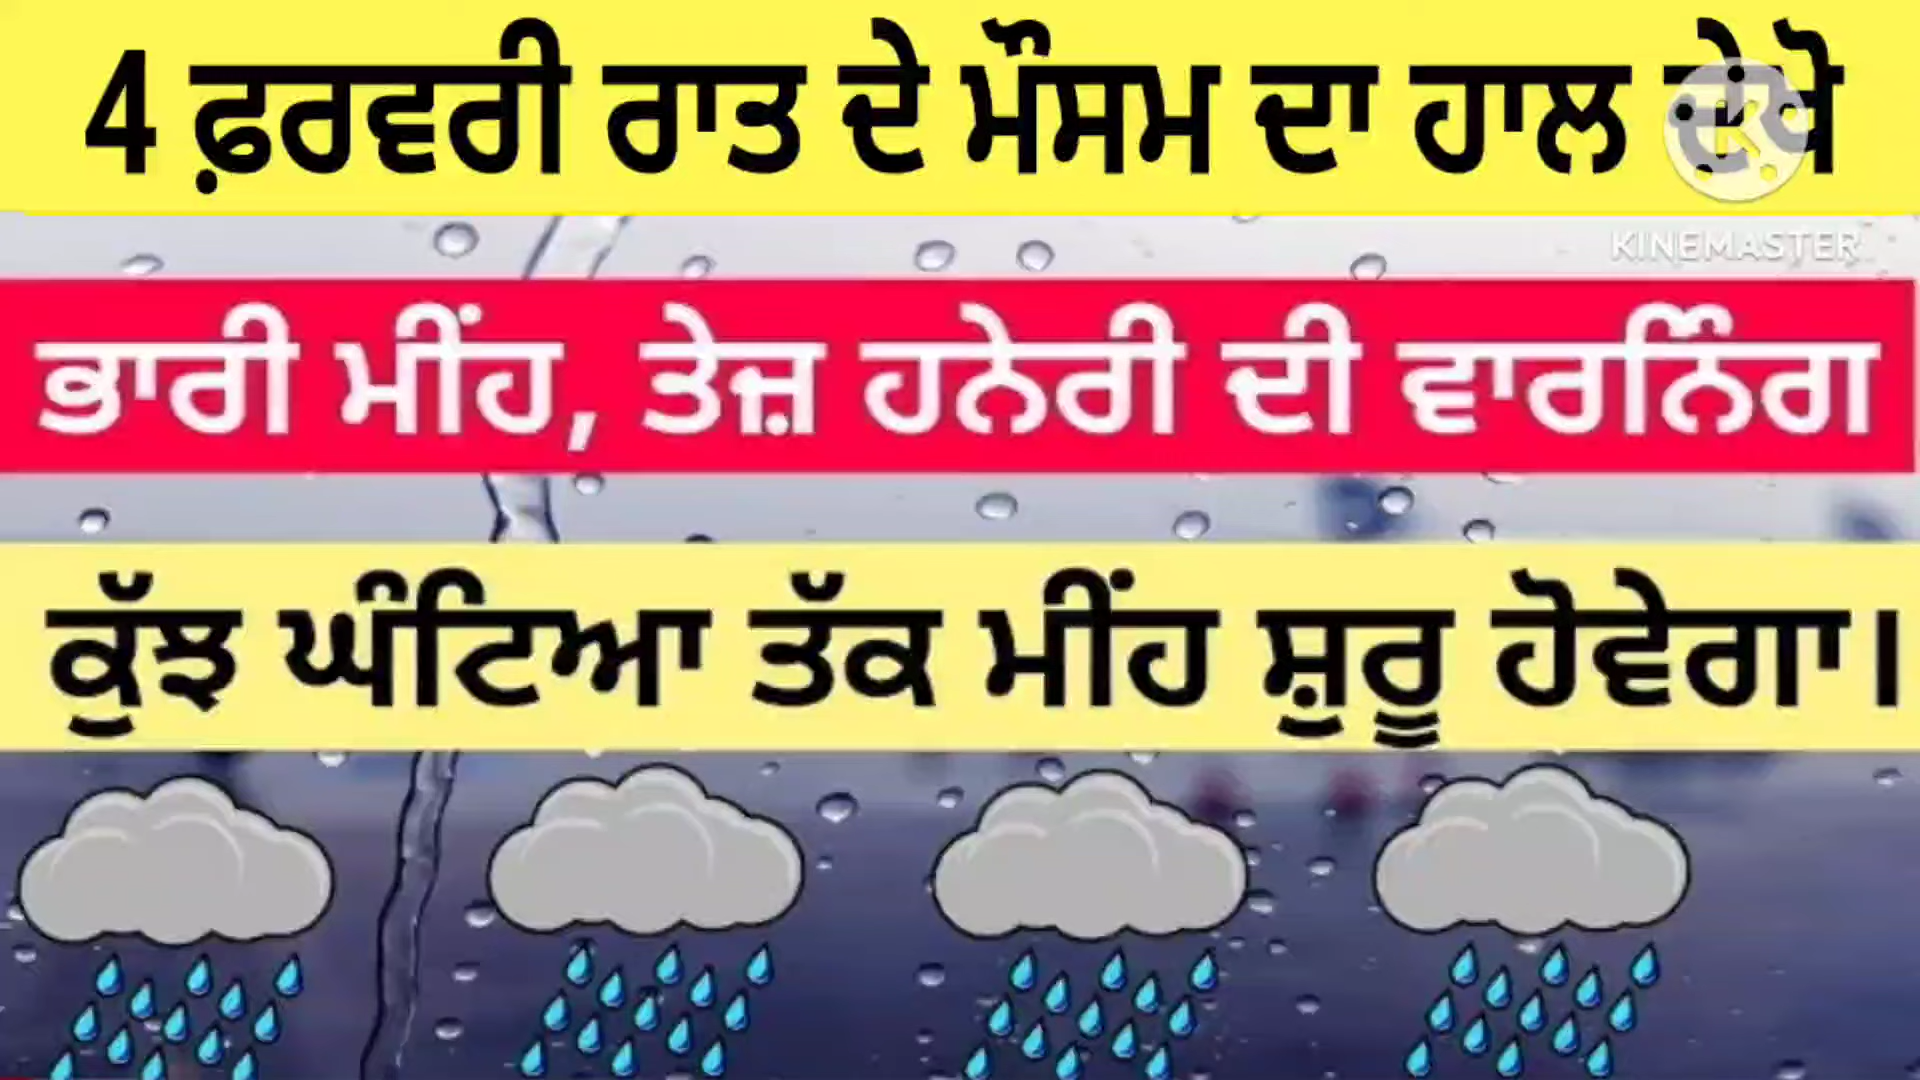 4 ਫ਼ਰਵਰੀ ਰਾਤ ਦੇ ਮੌਸਮ ਦਾ ਹਾਲ
KINEMASTER
ਭਾਰੀ ਮੀਂਹ, ਤੇਜ਼ ਹਨੇਰੀ ਦੀ ਵਾਰਨਿੰਗ
ਕੁੱਝ ਘੰਟਿਆ ਤੱਕ ਮੀਂਹ ਸ਼ੁਰੂ ਹੋਵੇਗਾ।